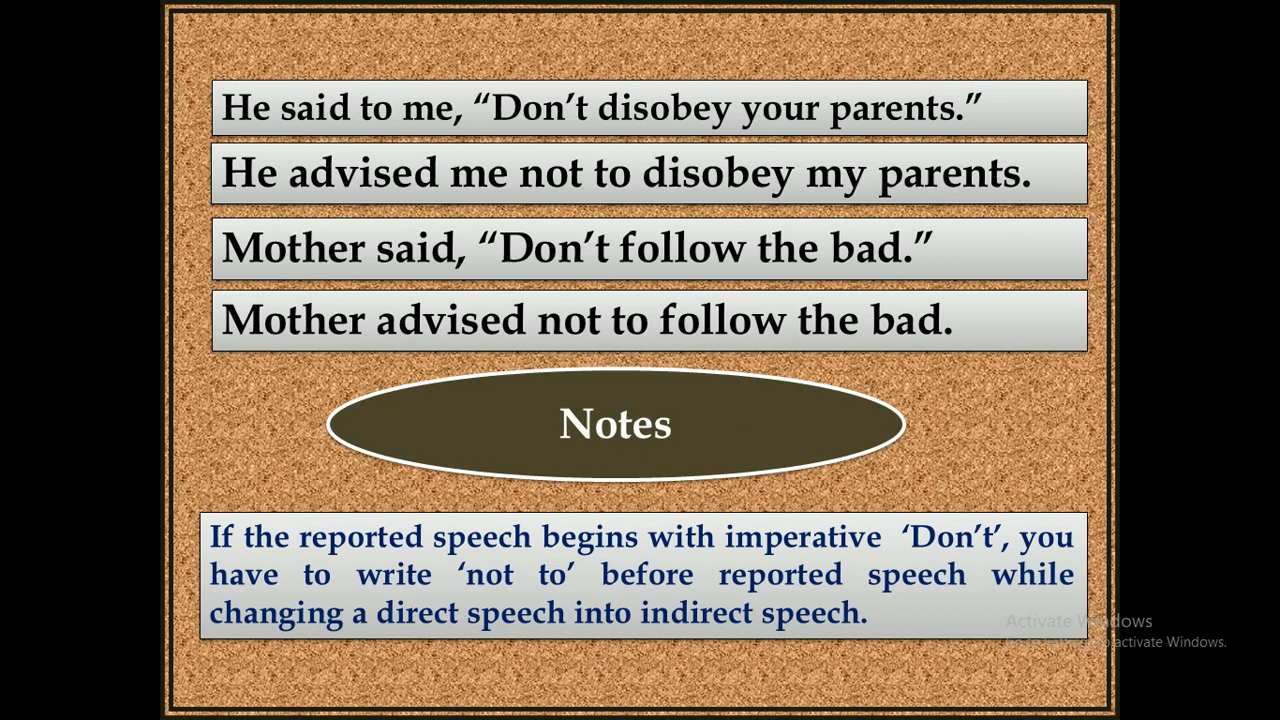 He said to me, “Don’t disobey your parents.”
He advised me not to disobey my parents.
Mother said, “Don’t follow the bad.”
Mother advised not to follow the bad.
Notes
If the reported speech begins with imperative ‘Don’t’, you
have to write ‘not to’ before reported speech while
changing a direct speech into indirect speech.
Activate Windows
activate Windows.